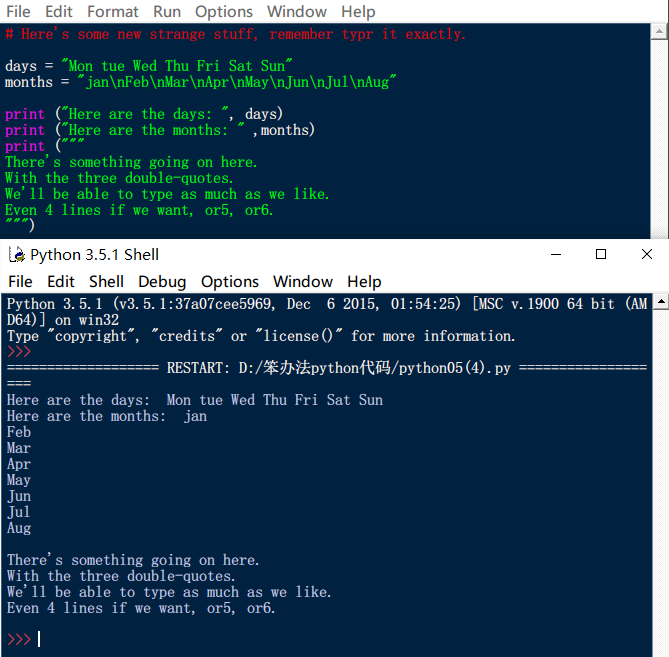 File Edit Format Run Options Window Help
# Here's some new strange stuff, remember typr it exactly.
days = "Mon tue Wed Thu Fri Sat Sun"
months = "jan\nFeb\nMar\nApr\nMay\nJun\nJul\nAug"
print ("Here are the days: ", days)
print ("Here are the months: " ,months)
print ("""
There's something going on here.
With the three double-quotes.
We'll be able to type as much as we like.
Even 4 lines if we want, or5, or6.
""")
Python 3.5.1 Shell
File Edit Shell Debug Options Window Help
Python 3.5.1 (v3.5.1:37a07cee5969, Dec  6 2015, 01:54:25) [MSC v.1900 64 bit (AM
D64)] on win32
Type "copyright", "credits" or "license()" for more information.
>>>
=================== RESTART: D:/笨办法python代码/python05(4).py ================
===
Here are the days:  Mon tue Wed Thu Fri Sat Sun
Here are the months:  jan
Feb
Mar
Apr
May
Jun
Jul
Aug
There's something going on here.
With the three double-quotes.
We'll be able to type as much as we like.
Even 4 lines if we want, or5, or6.
>>>